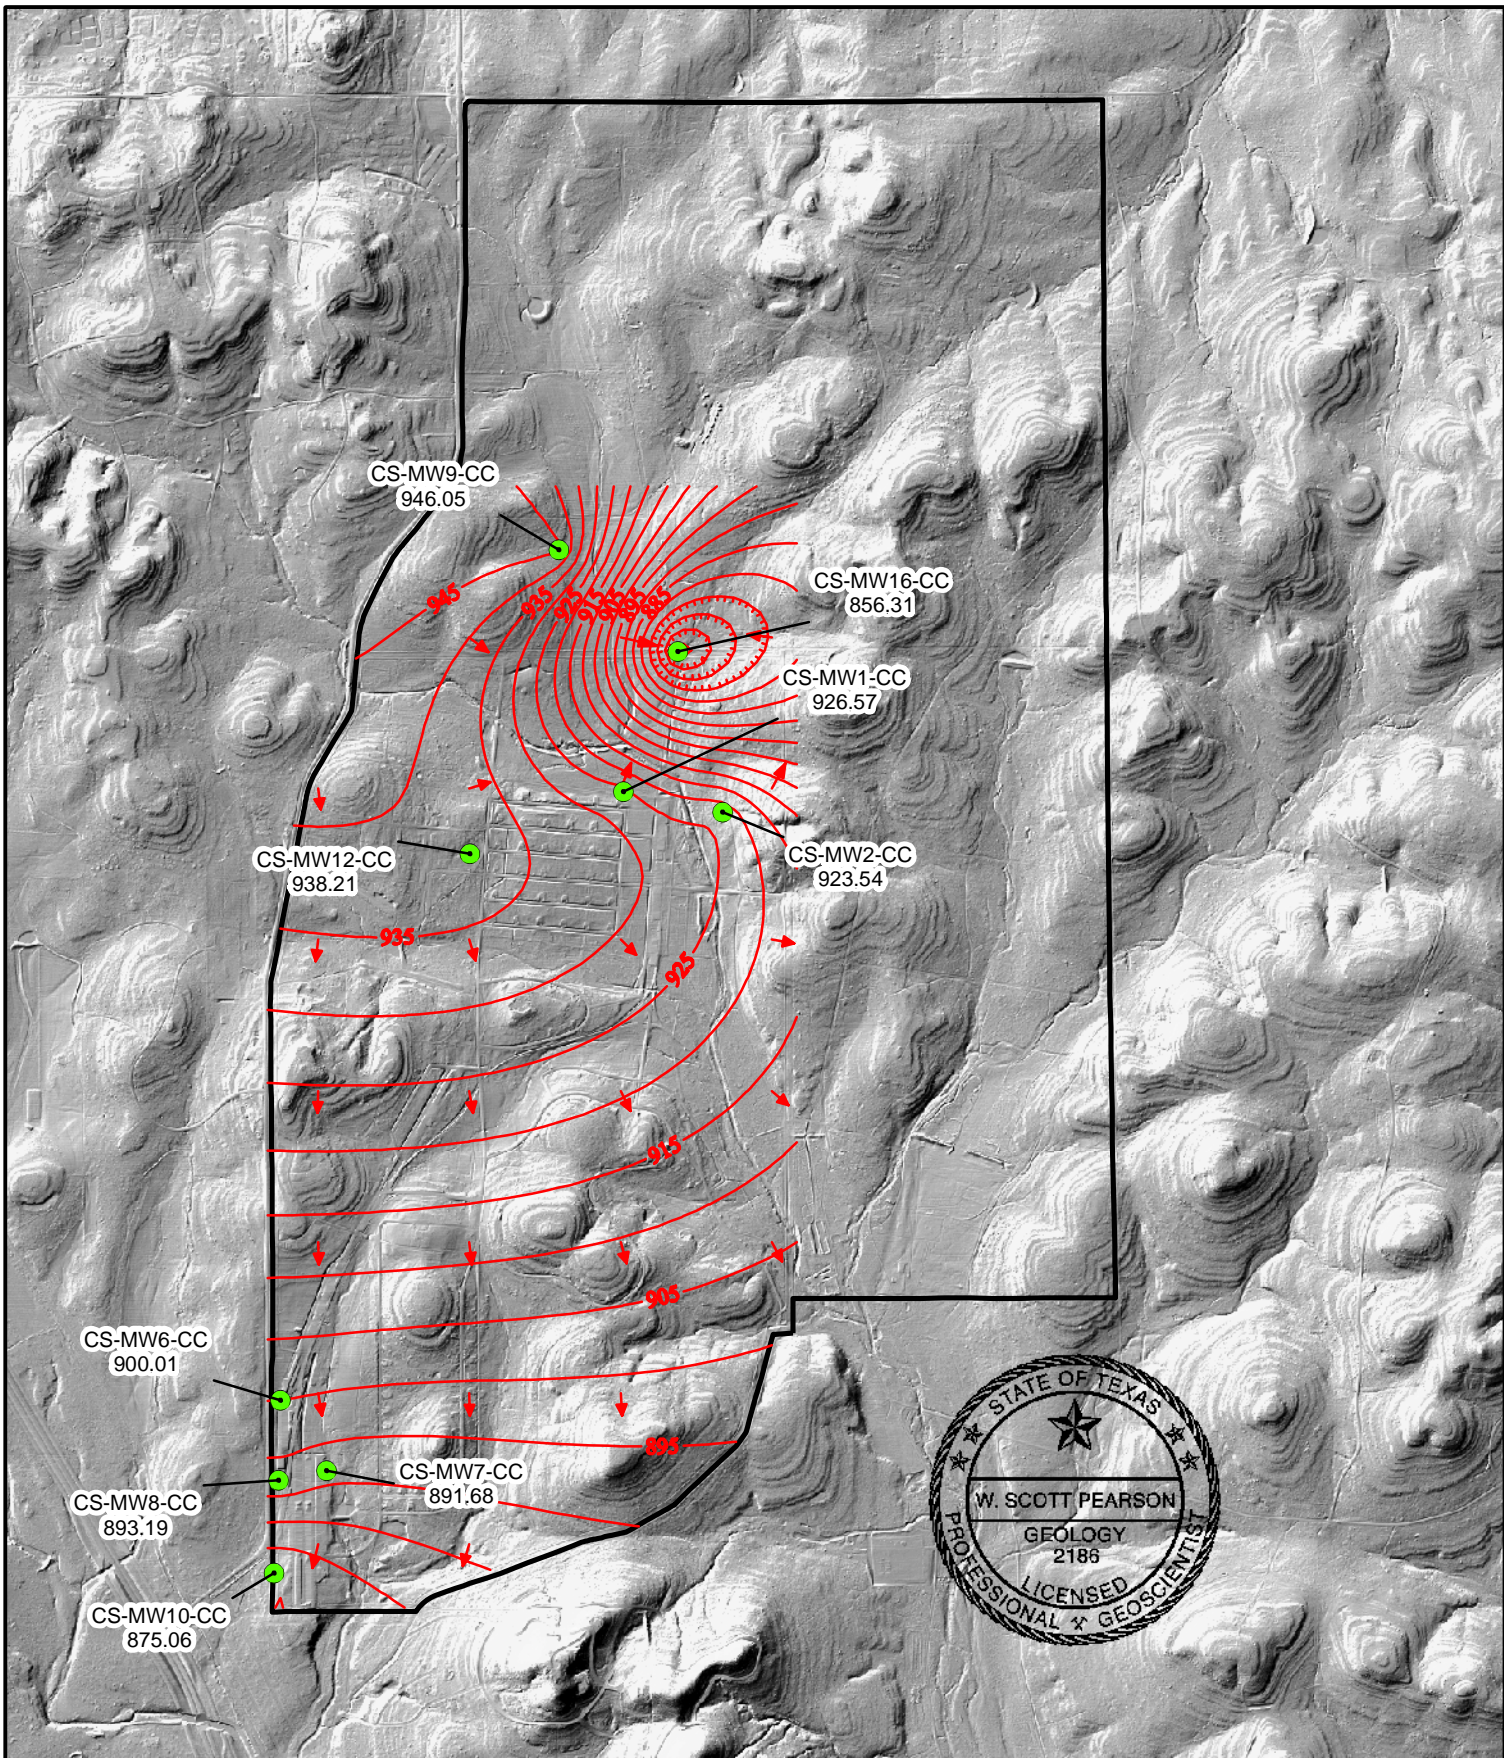 CS-MW9-CC
946.05
CS-MW16-CC
856.31
945
935
925
915
905
895
885
CS-MW1-CC
926.57
CS-MW12-CC
938.21
CS-MW2-CC
923.54
935
925
915
905
CS-MW6-CC
900.01
895
CS-MW7-CC
891.68
CS-MW8-CC
893.19
CS-MW10-CC
875.06
STATE OF TEXAS
W. SCOTT PEARSON
GEOLOGY
2186
LICENSED
PROFESSIONAL GEOSCIENTIST